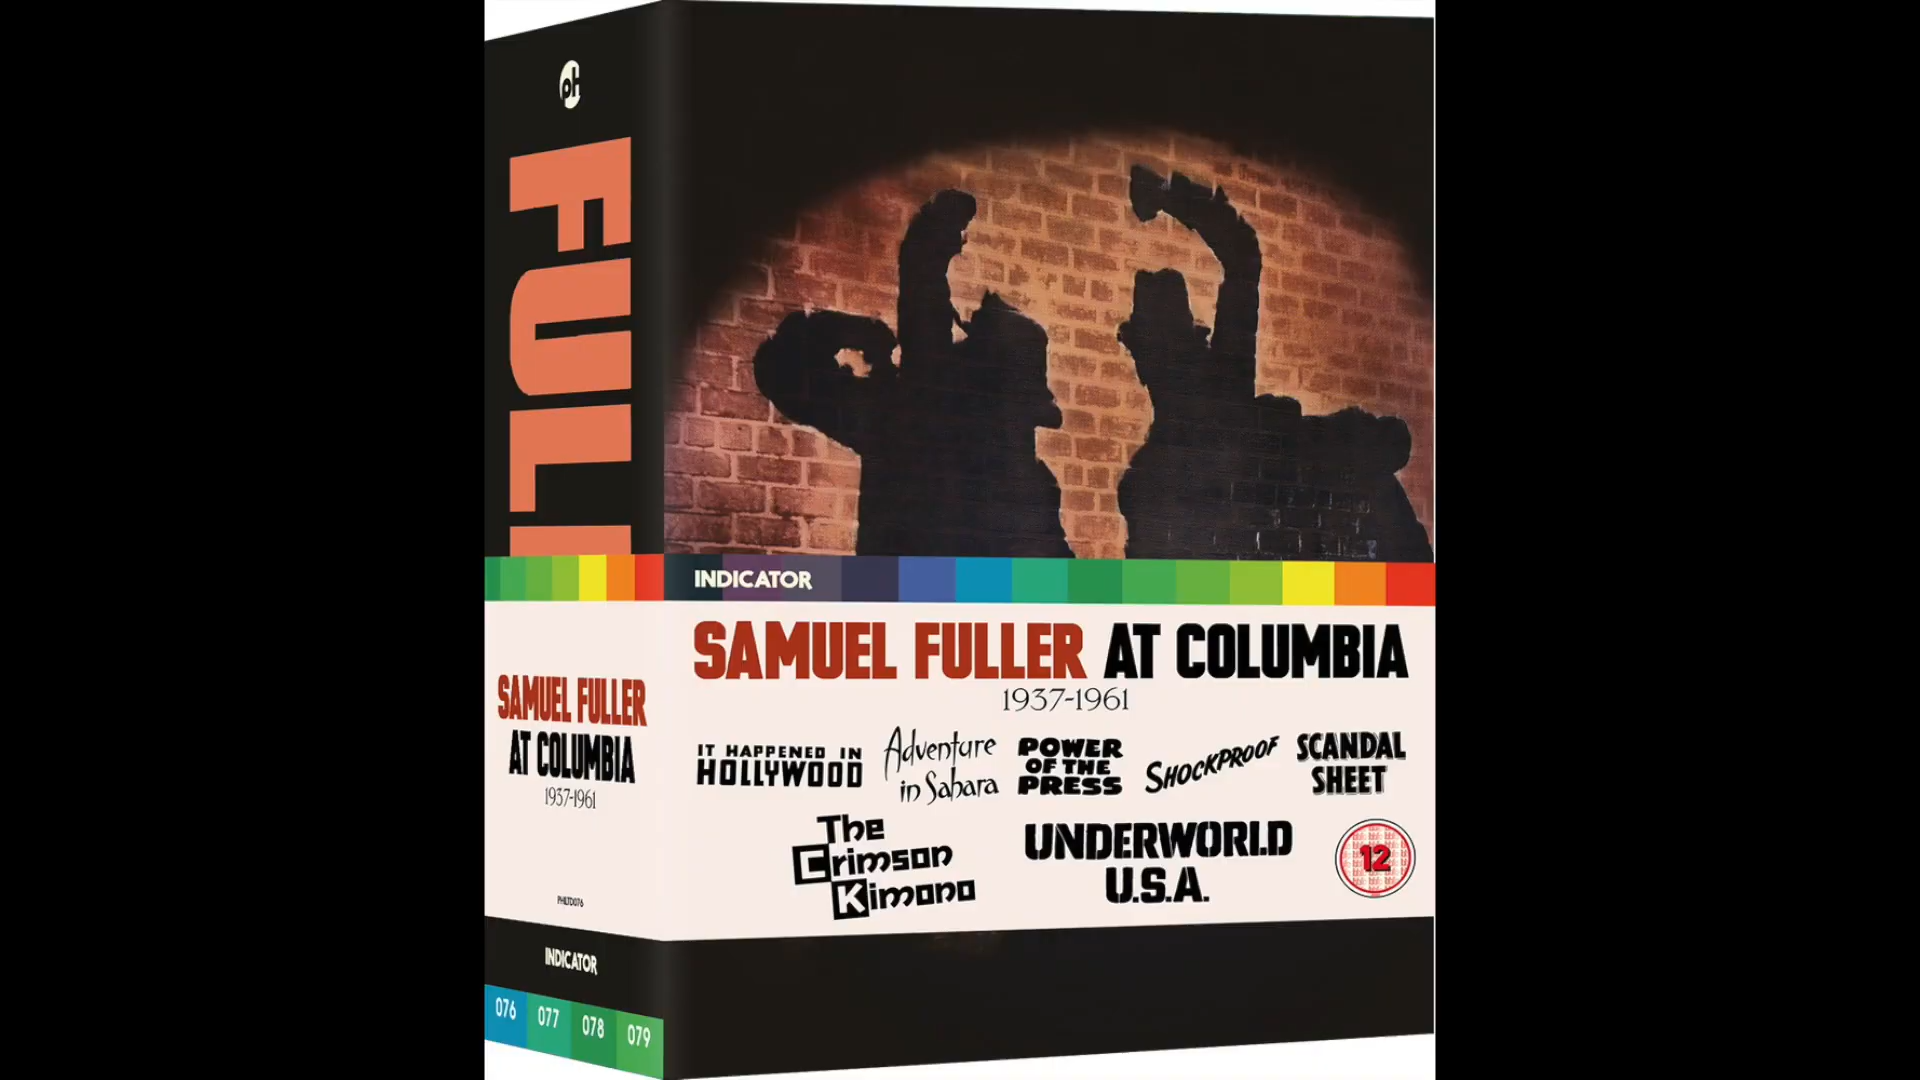 ph
FULL
INDICATOR
SAMUEL FULLER AT COLUMBIA
1937-1961
IT HAPPENED IN
HOLLYWOOD
Adventure
in Sahara
POWER
OF THE
PRESS
SHOCKPROOF
SCANDAL
SHEET
The
Crimson
Kimono
UNDERWORLD
U.S.A.
12
SAMUEL FULLER
AT COLUMBIA
1937-1961
PHLTD076
INDICATOR
076 077 078 079